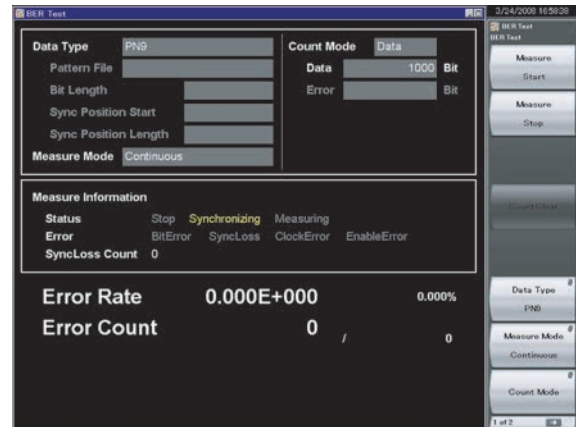 BER Test
3/24/2008 16:58:38
BER Test
BER Test
Data Type PN9
Count Mode Data
Pattern File
Data 1000 Bit
Bit Length
Error Bit
Sync Position Start
Sync Position Length
Measure Mode Continuous
Measure Information
Status Stop Synchronizing Measuring
Error BitError SyncLoss ClockError EnableError
SyncLoss Count 0
Error Rate 0.000E+000 0.000%
Error Count 0 / 0
Measure
Start
Measure
Stop
Count Clear
Data Type
PN9
Measure Mode
Continuous
Count Mode
1 of 2